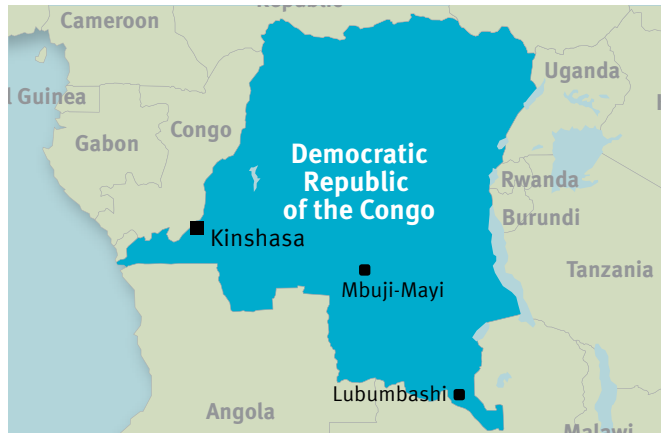 Republic
Cameroon
Uganda
l Guinea
Congo
Gabon
Democratic
Republic
of the Congo
Rwanda
Burundi
Kinshasa
Tanzania
Mbuji-Mayi
Lubumbashi
Angola
Malawi